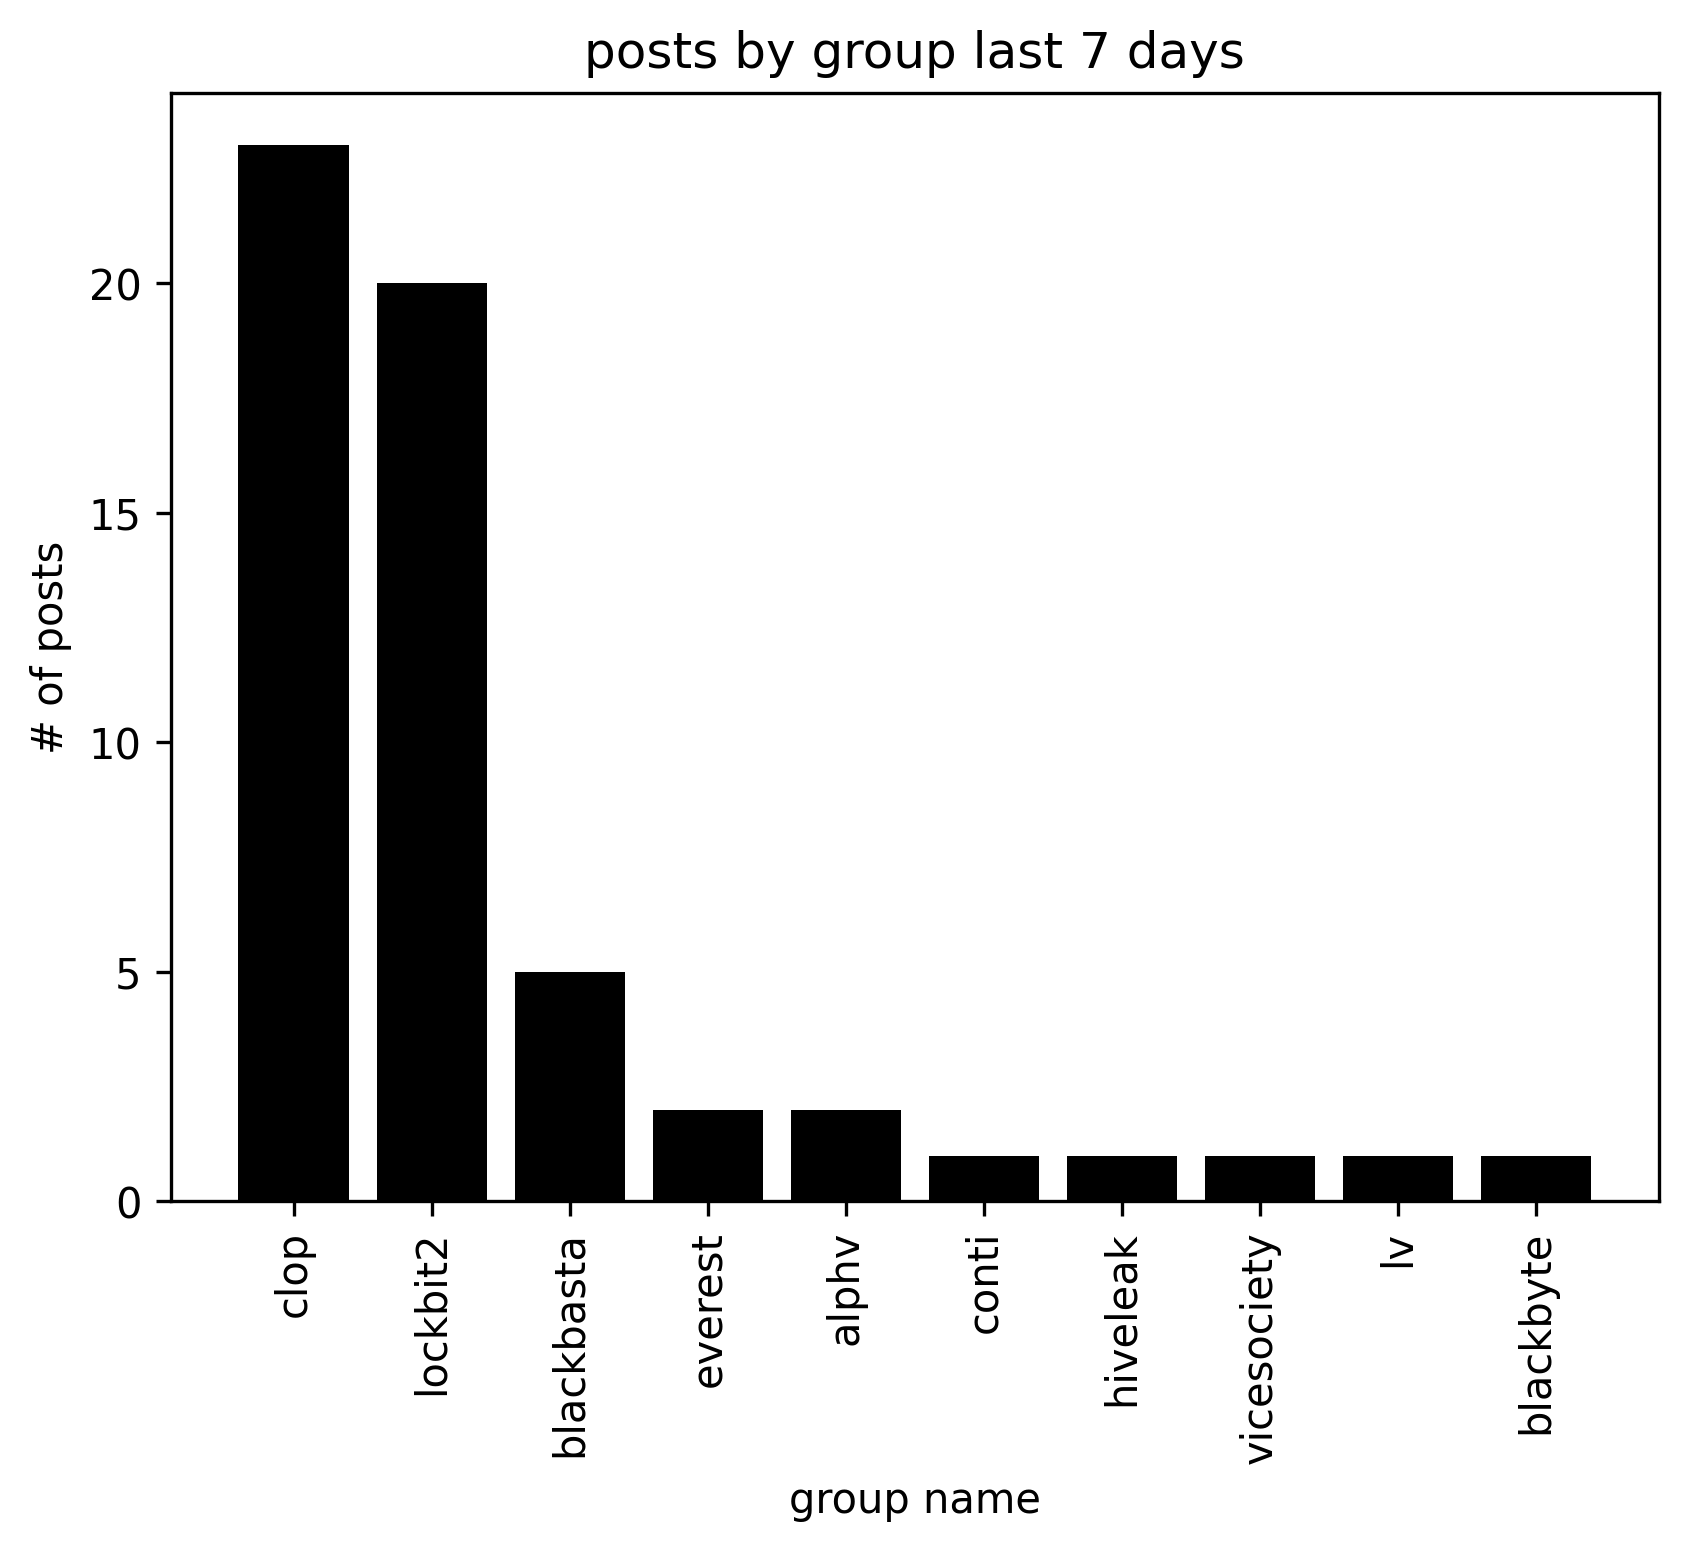 posts by group last 7 days
# of posts
20
15
10
5
0
clop
lockbit2
blackbasta
everest
alphv
conti
hiveleak
vicesociety
lv
blackbyte
group name